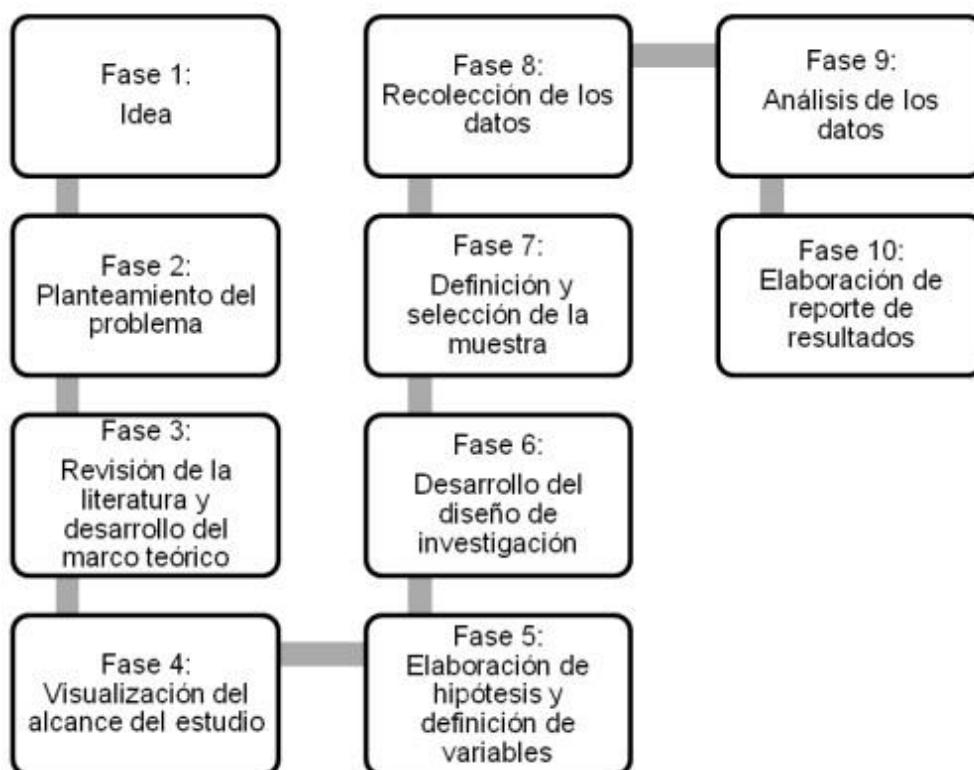 Fase 1:
Idea
Fase 2:
Planteamiento del
problema
Fase 3:
Revisión de la
literatura y
desarrollo del
marco teórico
Fase 4:
Visualización del
alcance del estudio
Fase 5:
Elaboración de
hipótesis y
definición de
variables
Fase 6:
Desarrollo del
diseño de
investigación
Fase 7:
Definición y
selección de la
muestra
Fase 8:
Recolección de los
datos
Fase 9:
Análisis de los
datos
Fase 10:
Elaboración de
reporte de
resultados